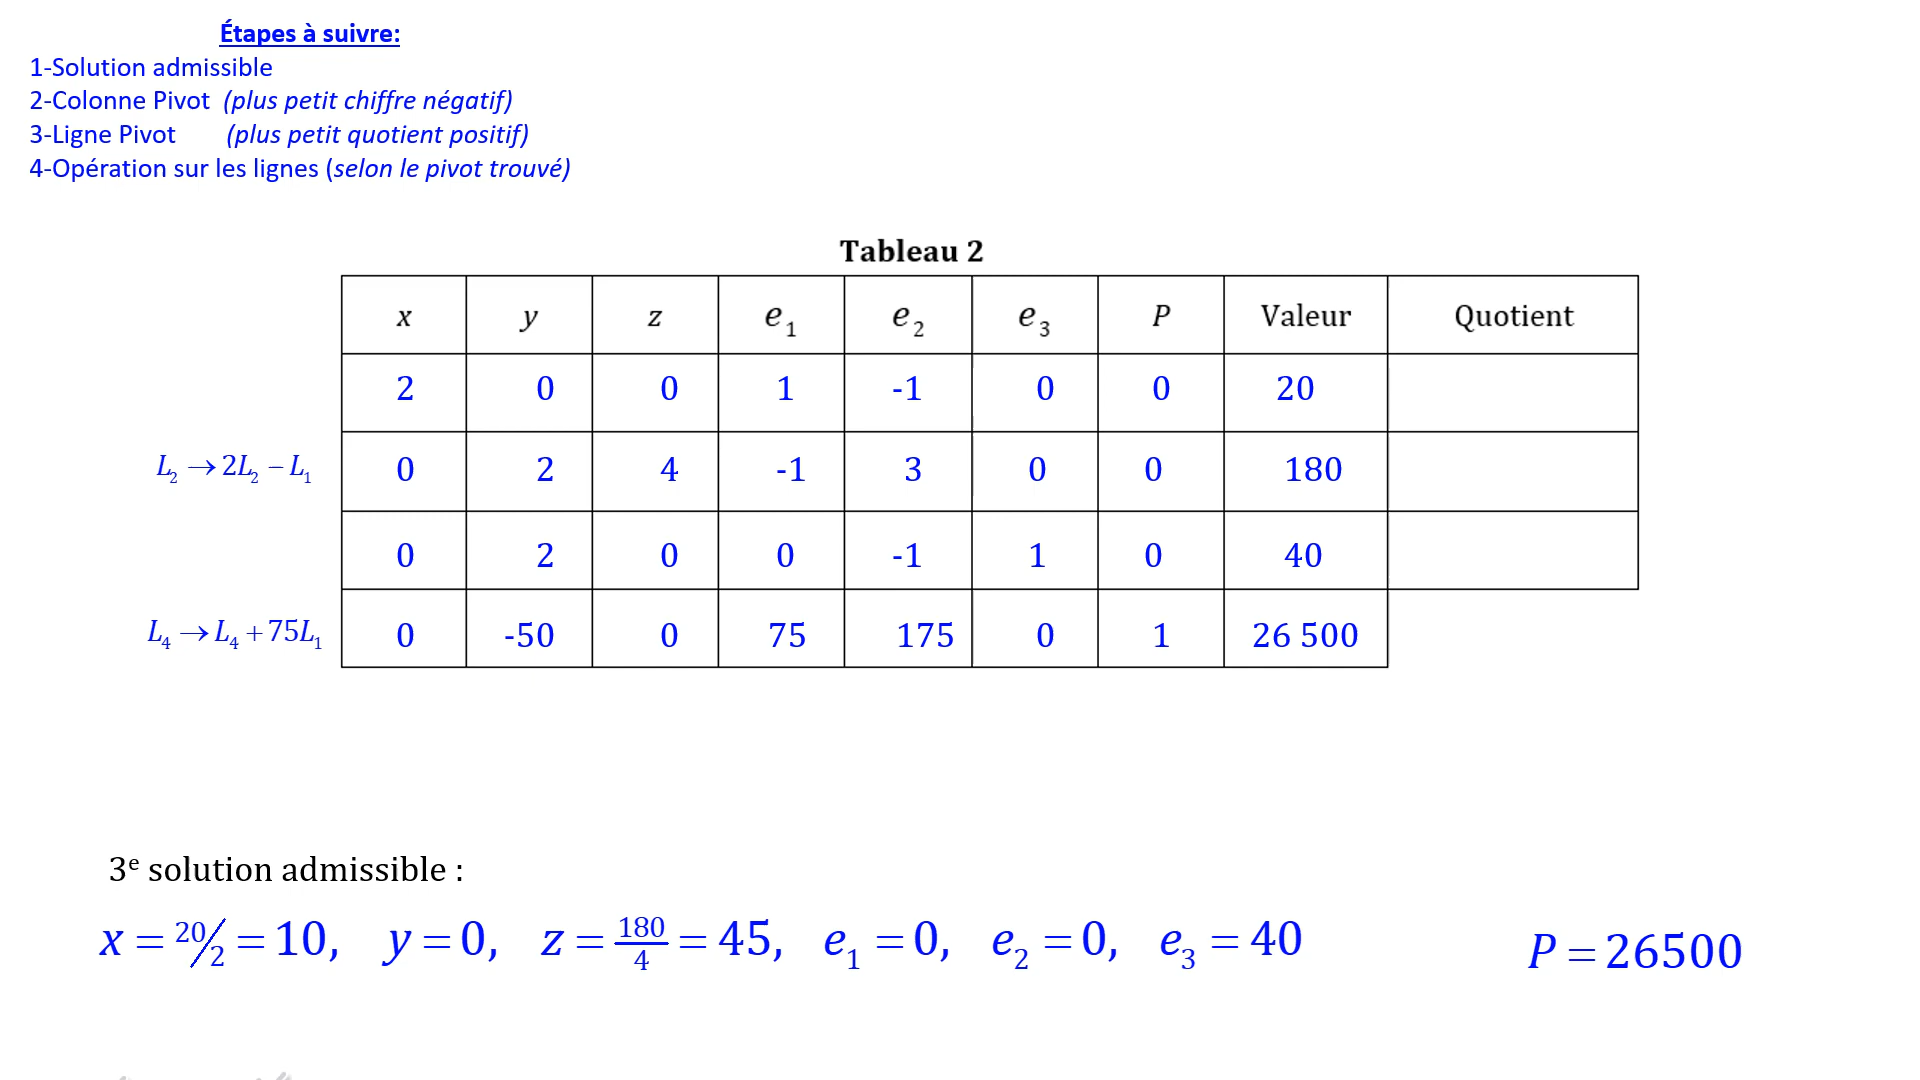 Étapes à suivre:
1-Solution admissible
2-Colonne Pivot (plus petit chiffre négatif)
3-Ligne Pivot (plus petit quotient positif)
4-Opération sur les lignes (selon le pivot trouvé)
Tableau 2
x y z e₁ e₂ e₃ P Valeur Quotient
2 0 0 1 -1 0 0 20
L₂ → 2L₂ − L₁ 0 2 4 -1 3 0 0 180
0 2 0 0 -1 1 0 40
L₄ → L₄ + 75L₁ 0 -50 0 75 175 0 1 26 500
3ᵉ solution admissible :
x = 20/2 = 10, y = 0, z = 180/4 = 45, e₁ = 0, e₂ = 0, e₃ = 40 P = 26500